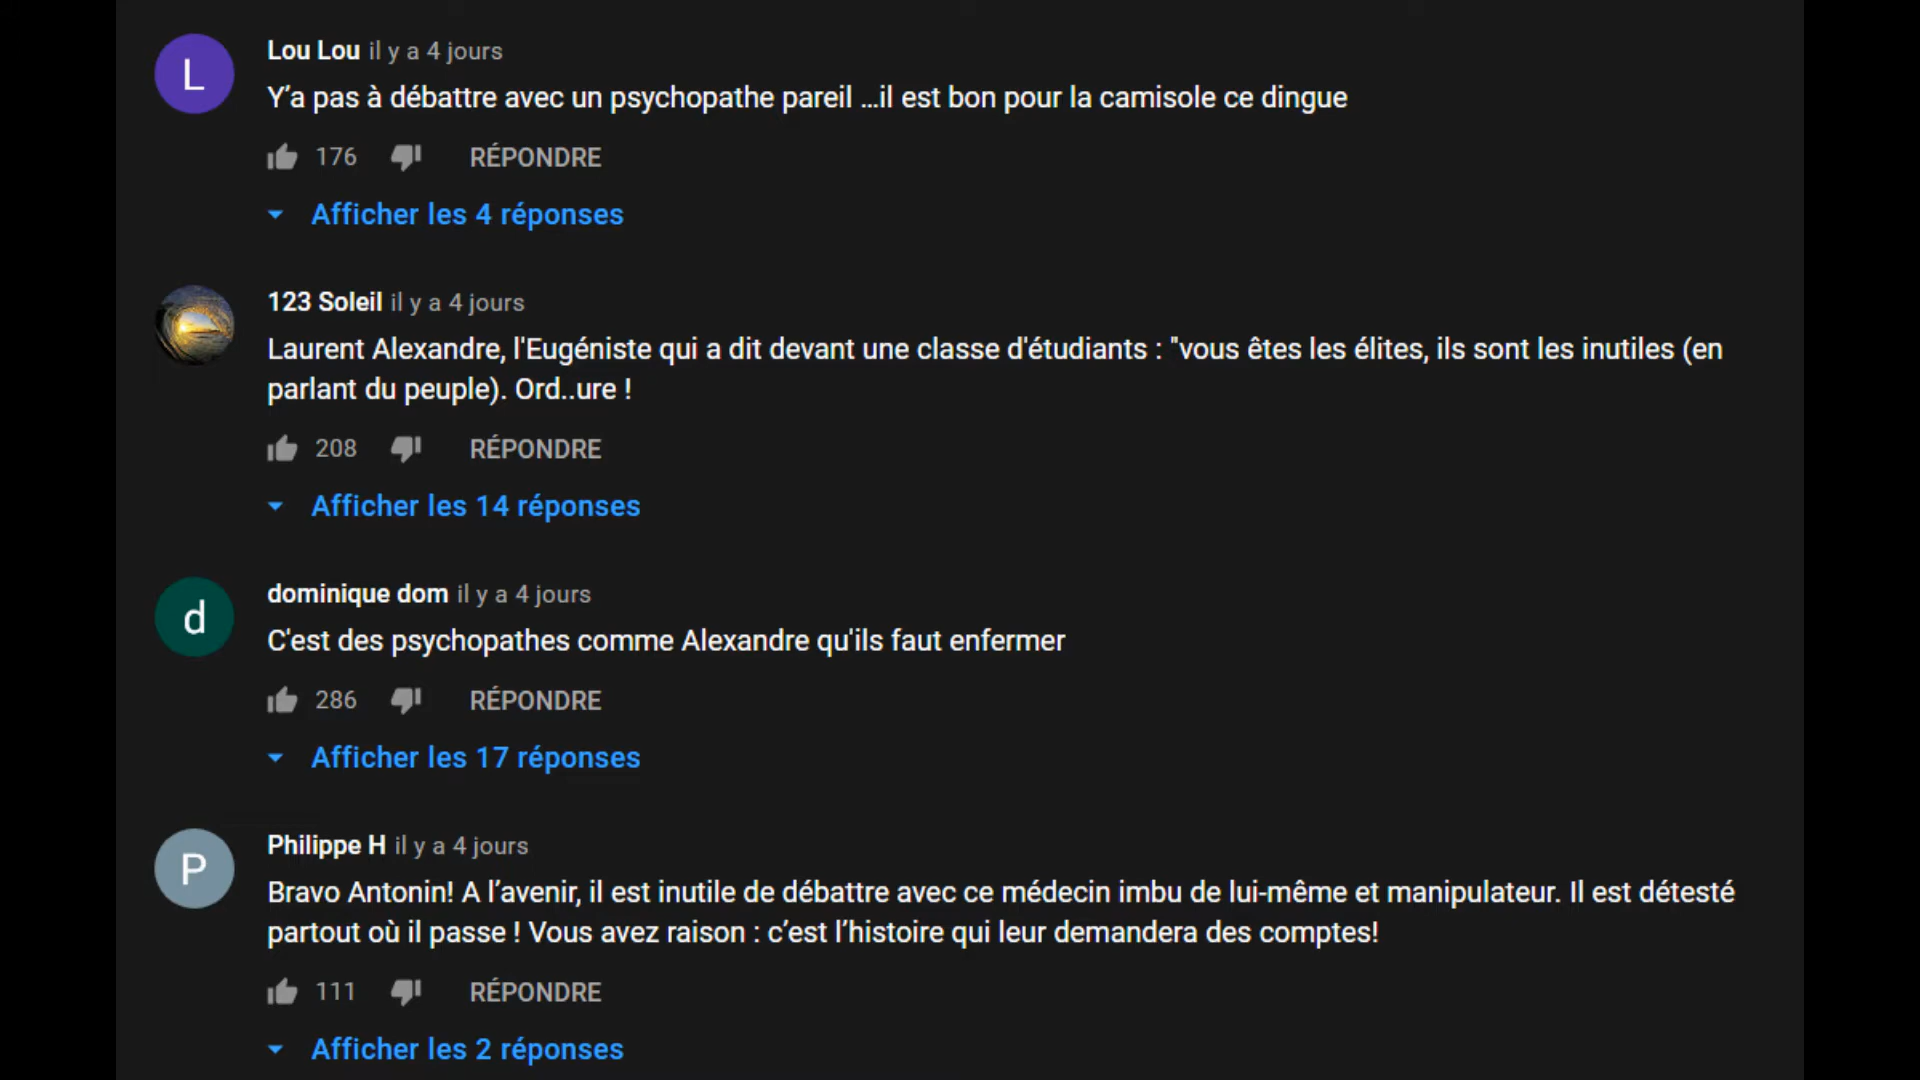 L
Lou Lou il y a 4 jours
Y’a pas à débattre avec un psychopathe pareil …il est bon pour la camisole ce dingue
176 RÉPONDRE
Afficher les 4 réponses
123 Soleil il y a 4 jours
Laurent Alexandre, l'Eugéniste qui a dit devant une classe d'étudiants : "vous êtes les élites, ils sont les inutiles (en
parlant du peuple). Ord..ure !
208 RÉPONDRE
Afficher les 14 réponses
d
dominique dom il y a 4 jours
C'est des psychopathes comme Alexandre qu'ils faut enfermer
286 RÉPONDRE
Afficher les 17 réponses
P
Philippe H il y a 4 jours
Bravo Antonin! A l’avenir, il est inutile de débattre avec ce médecin imbu de lui-même et manipulateur. Il est détesté
partout où il passe ! Vous avez raison : c’est l’histoire qui leur demandera des comptes!
111 RÉPONDRE
Afficher les 2 réponses